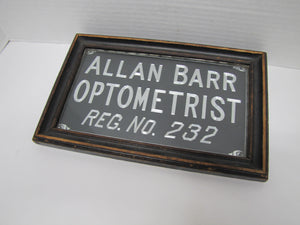 ALLAN BARR
OPTOMETRIST
REG. NO. 232